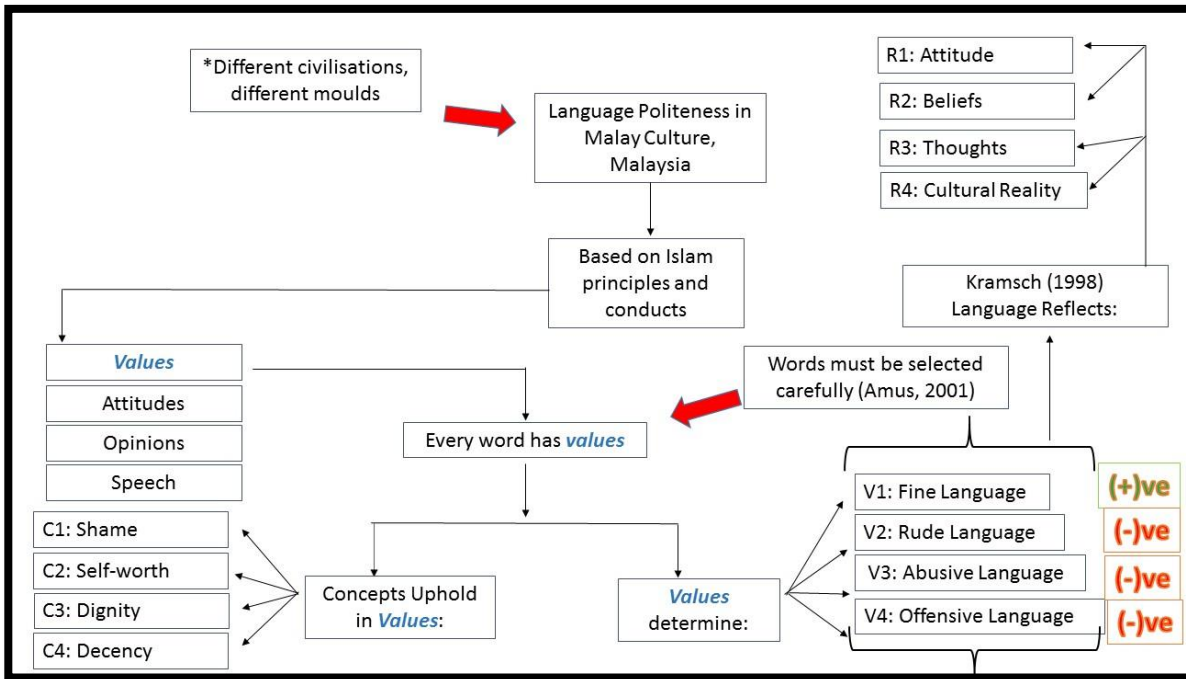 *Different civilisations,
different moulds
Language Politeness in
Malay Culture,
Malaysia
Based on Islam
principles and
conducts
Values
Attitudes
Opinions
Speech
Every word has values
Words must be selected
carefully (Amus, 2001)
Concepts Uphold
in Values:
C1: Shame
C2: Self-worth
C3: Dignity
C4: Decency
Values
determine:
V1: Fine Language
(+)ve
V2: Rude Language
(-)ve
V3: Abusive Language
(-)ve
V4: Offensive Language
(-)ve
Kramsch (1998)
Language Reflects:
R1: Attitude
R2: Beliefs
R3: Thoughts
R4: Cultural Reality